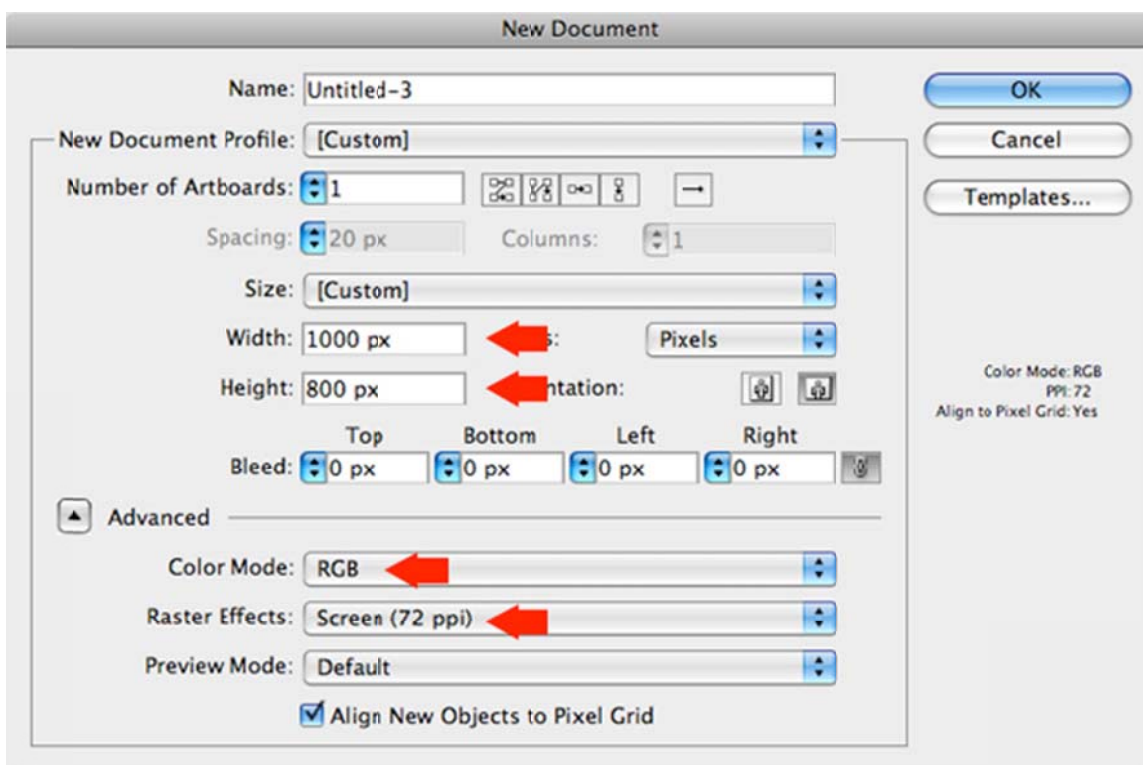 New Document
Name: Untitled-3
OK
New Document Profile: [Custom]
Cancel
Number of Artboards: 1
Templates...
Spacing: 20 px Columns: 1
Size: [Custom]
Width: 1000 px s: Pixels
Height: 800 px ntation:
Color Mode: RGB
PPI: 72
Align to Pixel Grid: Yes
Top Bottom Left Right
Bleed: 0 px 0 px 0 px 0 px
Advanced
Color Mode: RGB
Raster Effects: Screen (72 ppi)
Preview Mode: Default
Align New Objects to Pixel Grid